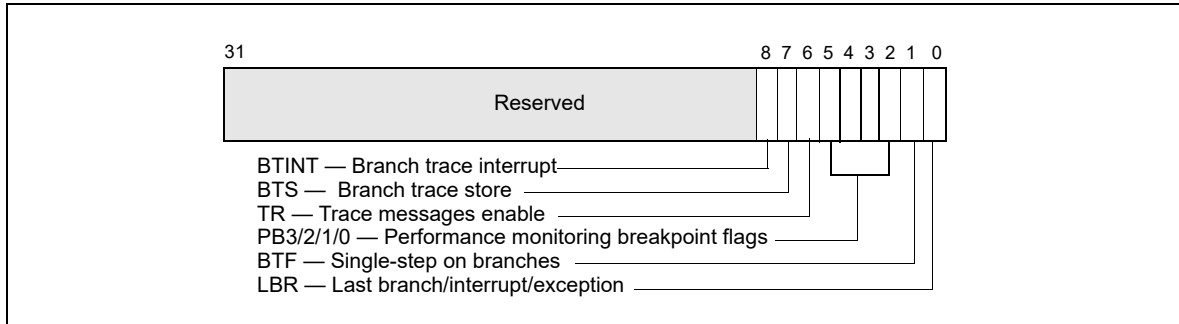 31 8 7 6 5 4 3 2 1 0
Reserved
BTINT — Branch trace interrupt
BTS — Branch trace store
TR — Trace messages enable
PB3/2/1/0 — Performance monitoring breakpoint flags
BTF — Single-step on branches
LBR — Last branch/interrupt/exception